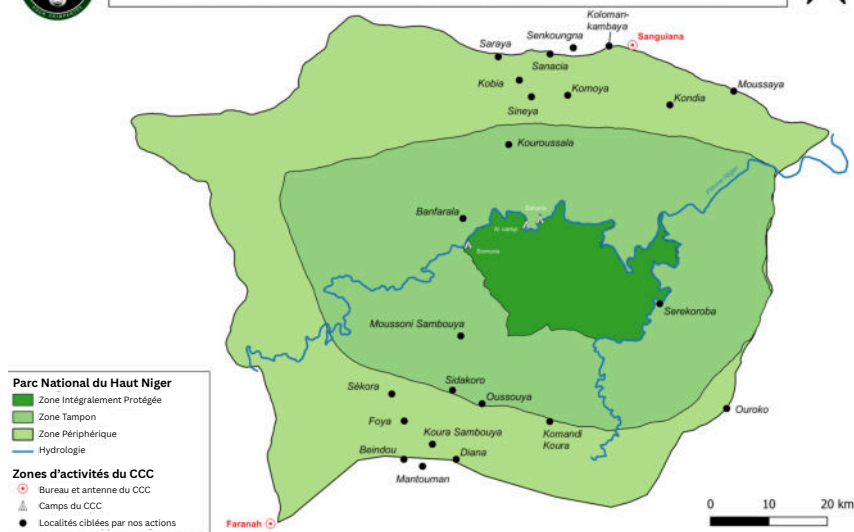 Koloman-
kambaya
Senkoungna
Sanguiana
Saraya
Sanacia
Kobia
Komoya
Moussaya
Sineya
Kondia
Kouroussala
Fleuve Niger
Banfarala
Somoria
Serekoroba
Moussoni Sambouya
Parc National du Haut Niger
Zone Intégralement Protégée
Zone Tampon
Zone Périphérique
Hydrologie
Zones d’activités du CCC
Bureau et antenne du CCC
Camps du CCC
Localités ciblées par nos actions
Sékora
Sidakoro
Oussouya
Foya
Koura Sambouya
Komandi
Koura
Ouroko
Beindou
Diana
Mantouman
Faranah
0 10 20 km